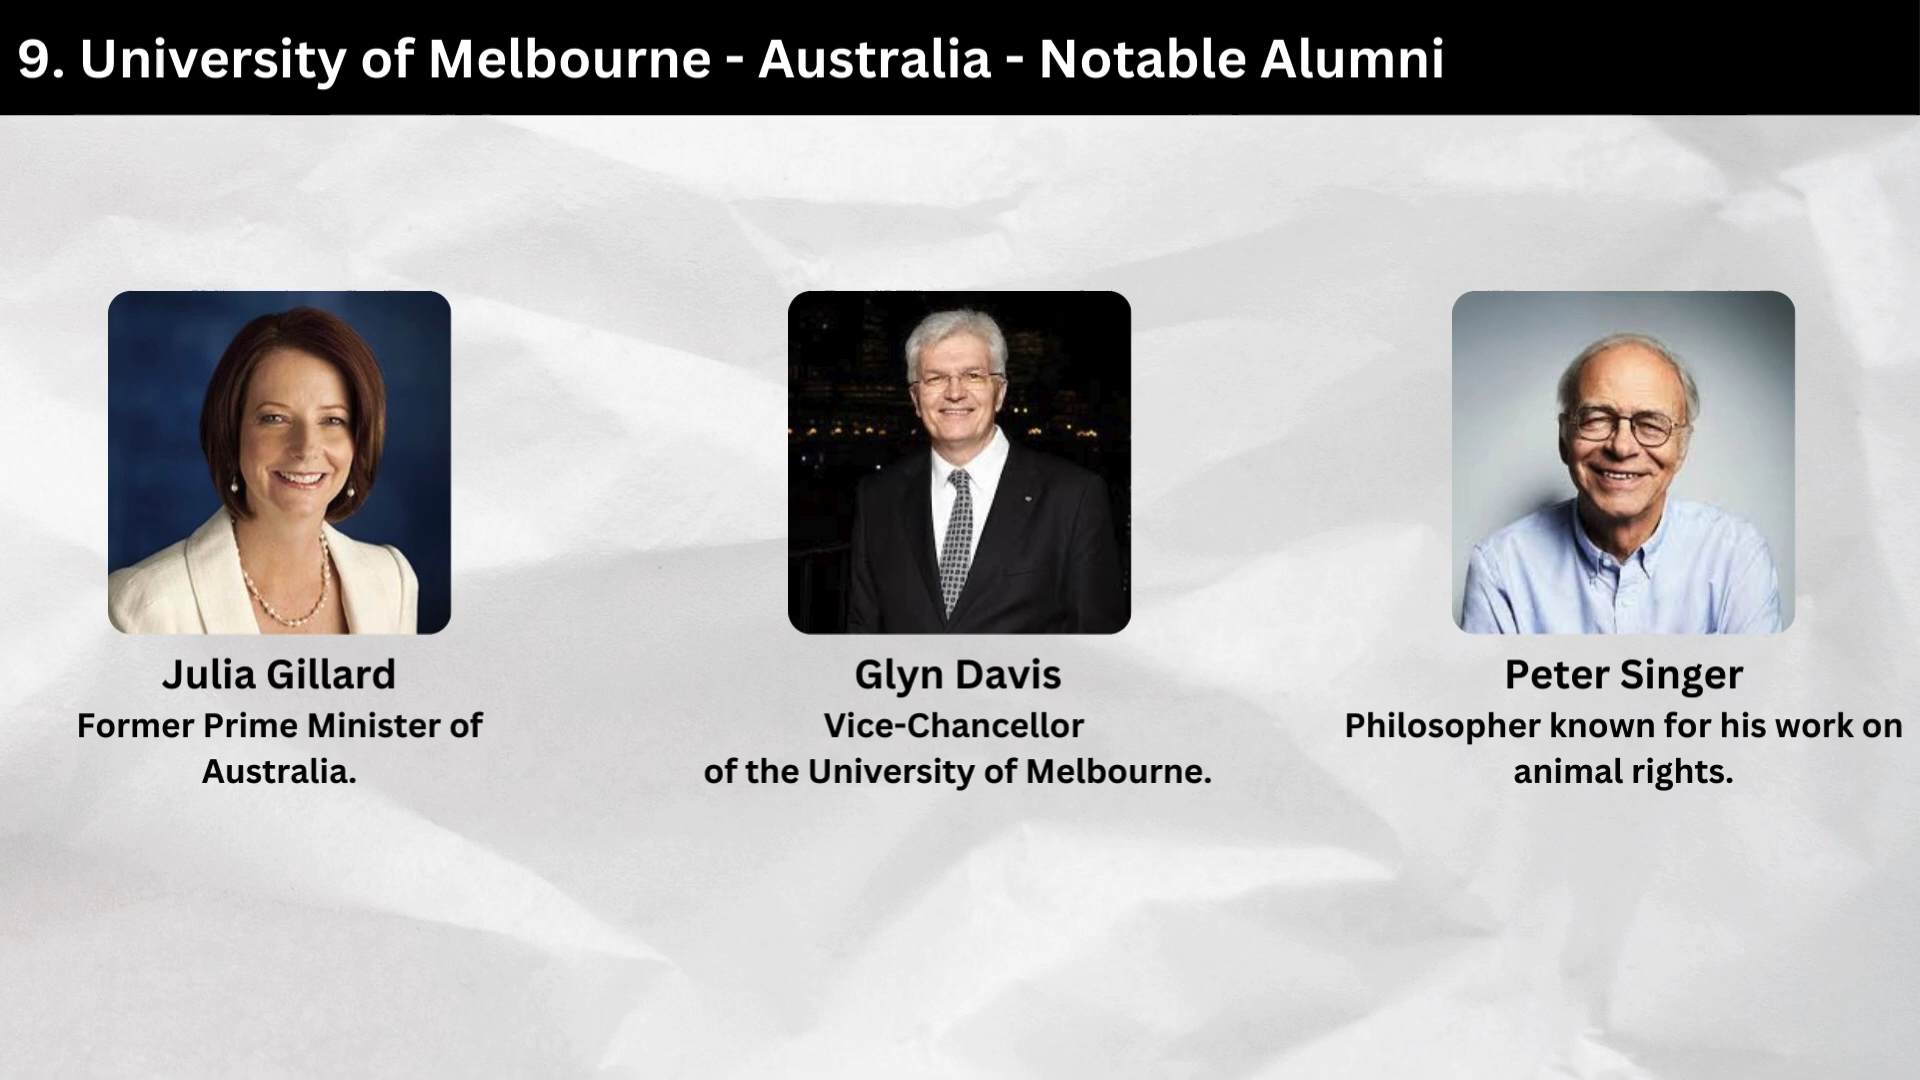 9. University of Melbourne - Australia - Notable Alumni
Julia Gillard
Former Prime Minister of
Australia.
Glyn Davis
Vice-Chancellor
of the University of Melbourne.
Peter Singer
Philosopher known for his work on
animal rights.